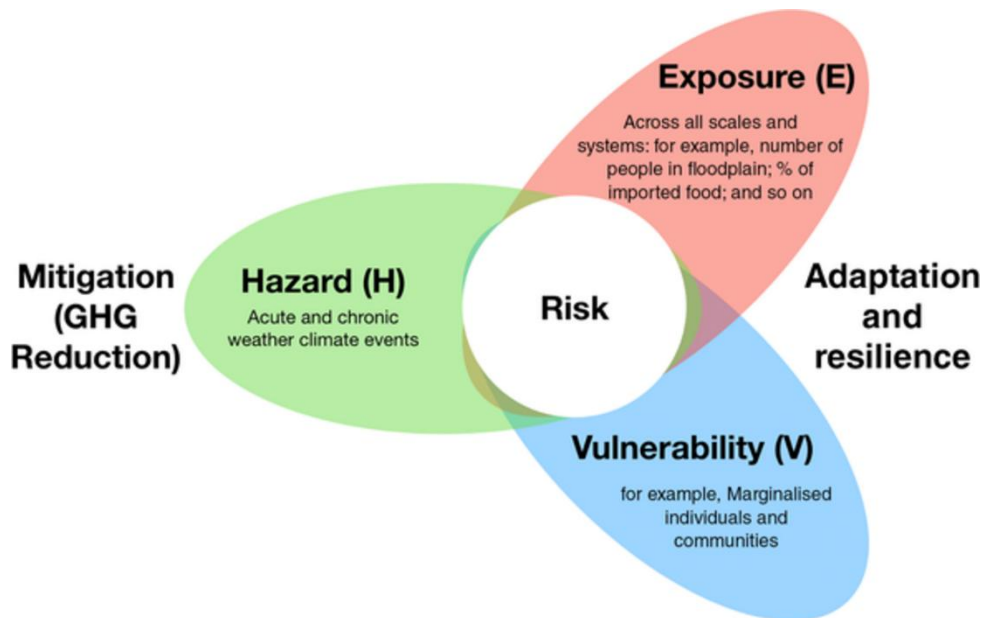 Exposure (E)
Across all scales and
systems: for example, number of
people in floodplain; % of
imported food; and so on
Mitigation
(GHG
Reduction)
Hazard (H)
Acute and chronic
weather climate events
Risk
Adaptation
and
resilience
Vulnerability (V)
for example, Marginalised
individuals and
communities